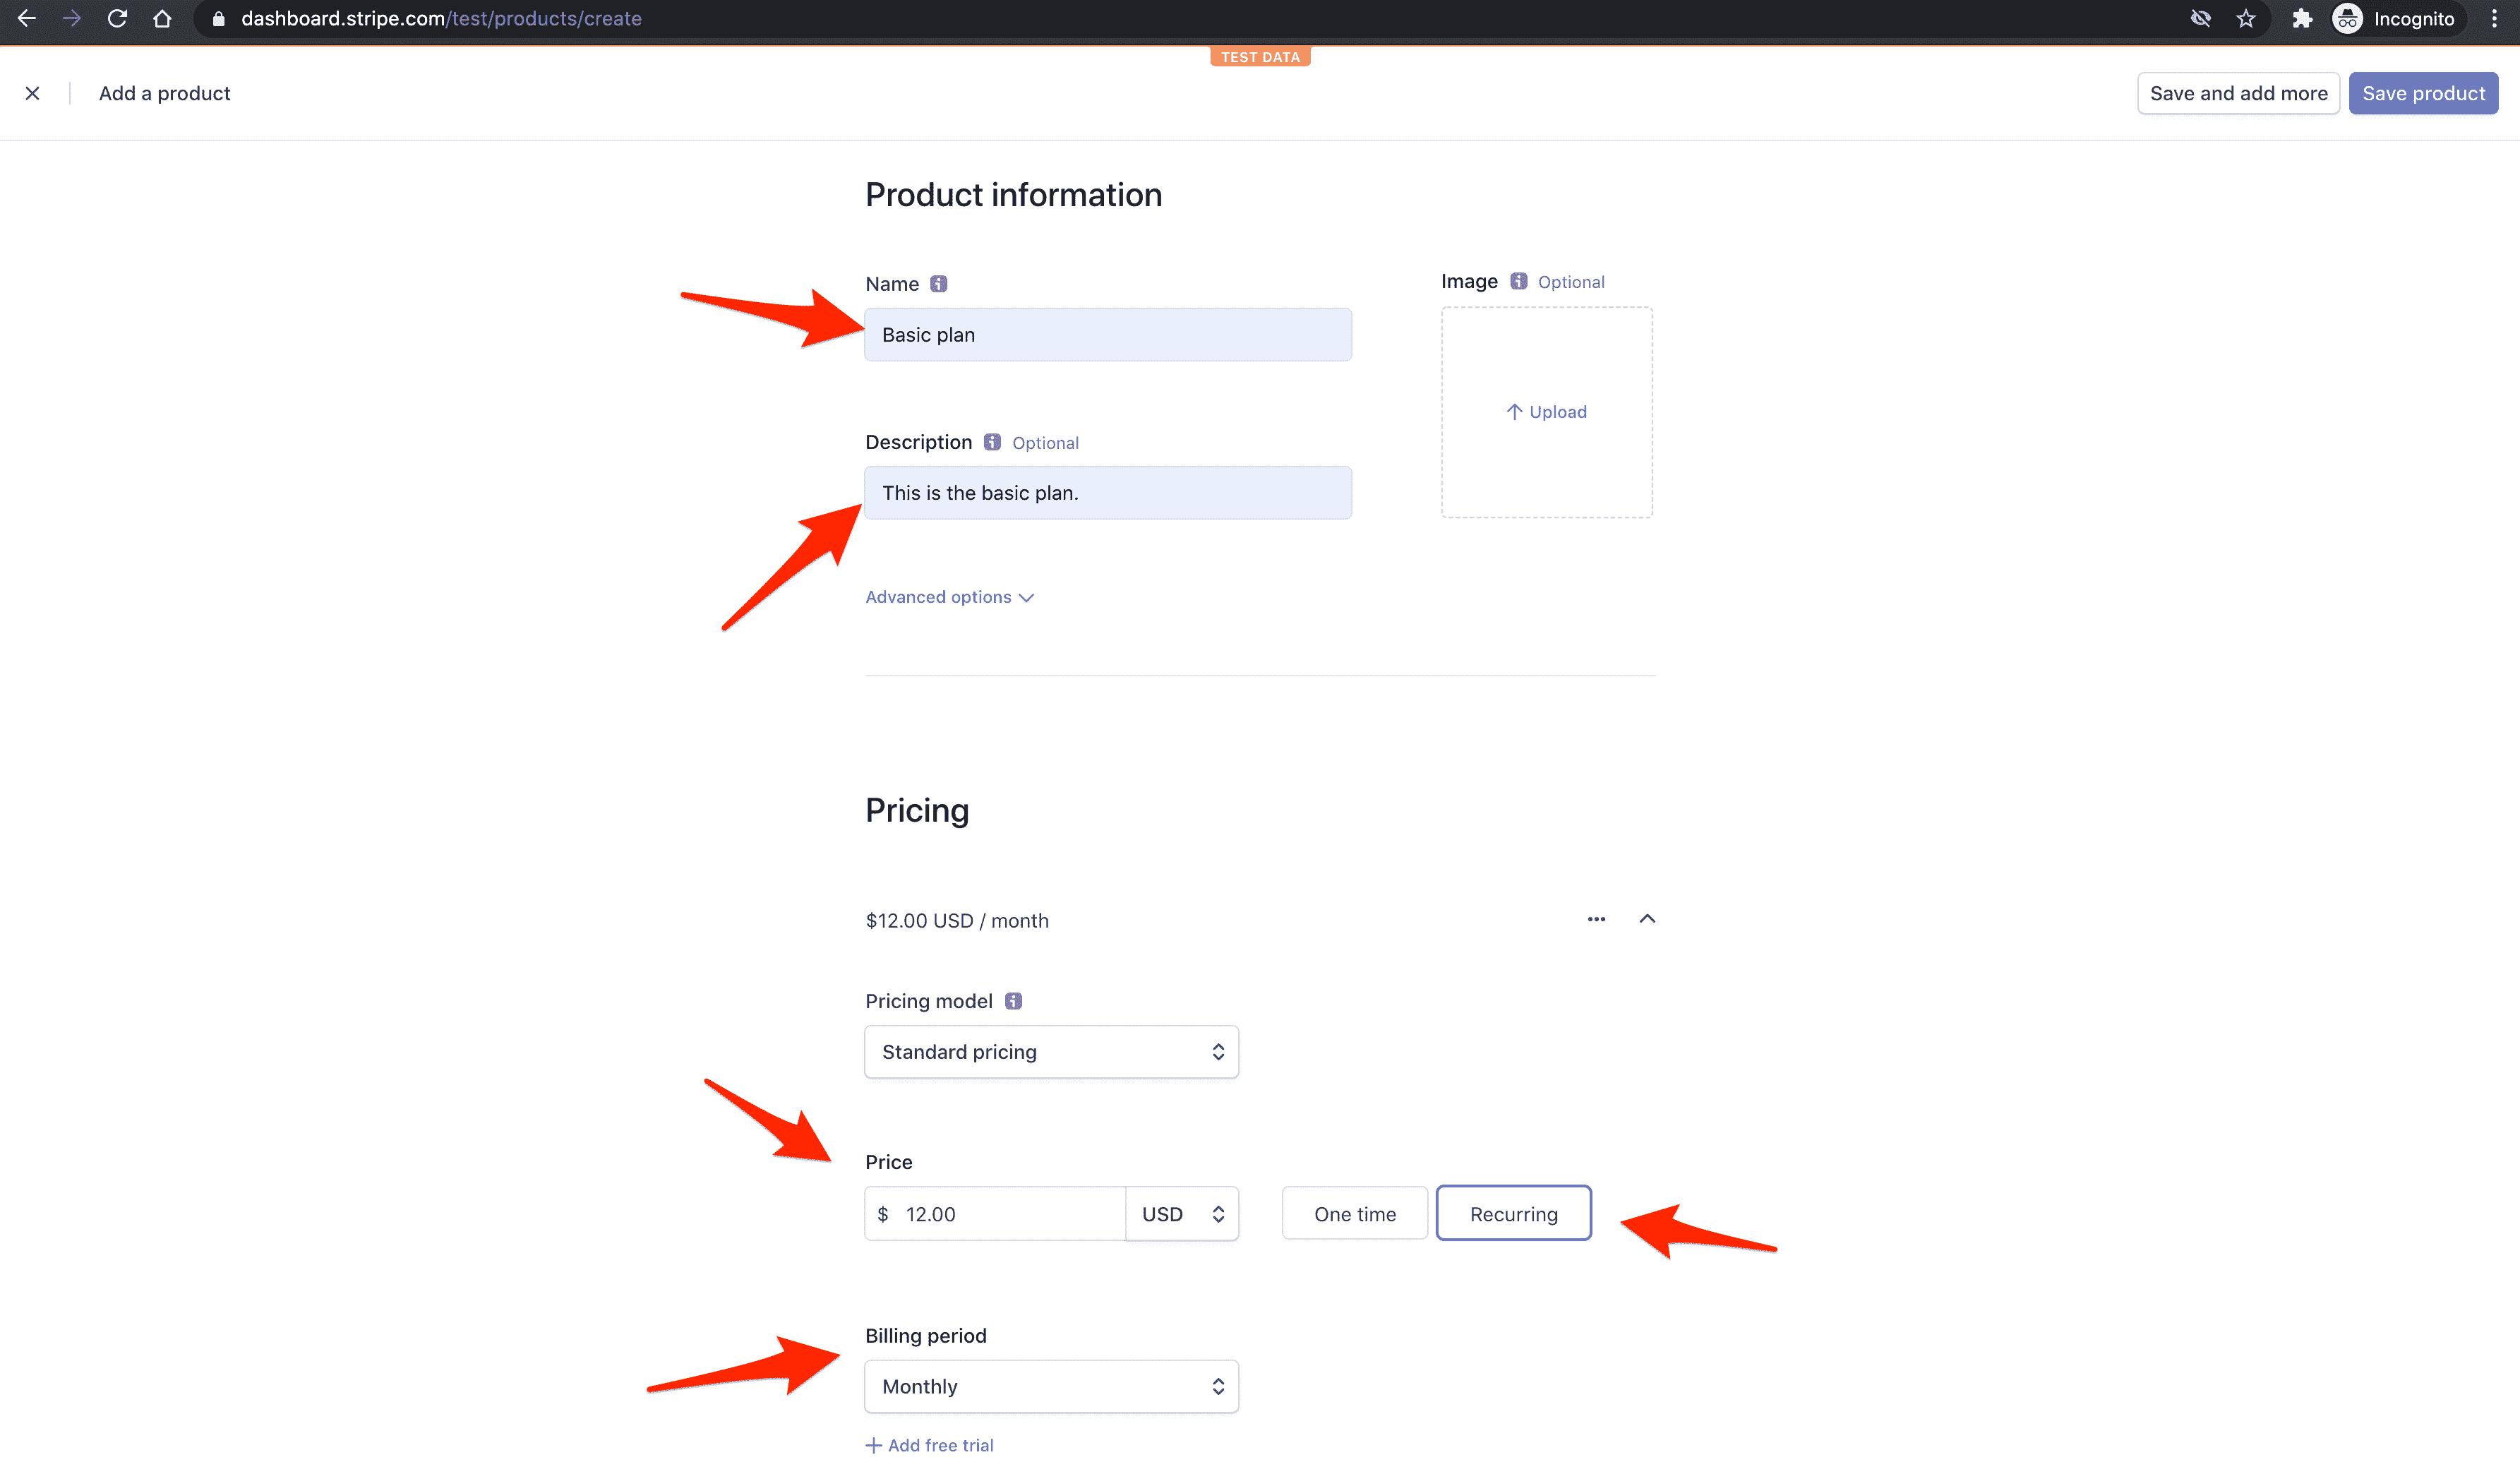 dashboard.stripe.com/test/products/create
Incognito
TEST DATA
Add a product
Save and add more
Save product
Product information
Name
Image Optional
Basic plan
Upload
Description Optional
This is the basic plan.
Advanced options
Pricing
$12.00 USD / month
Pricing model
Standard pricing
Price
$ 12.00 USD
One time
Recurring
Billing period
Monthly
Add free trial